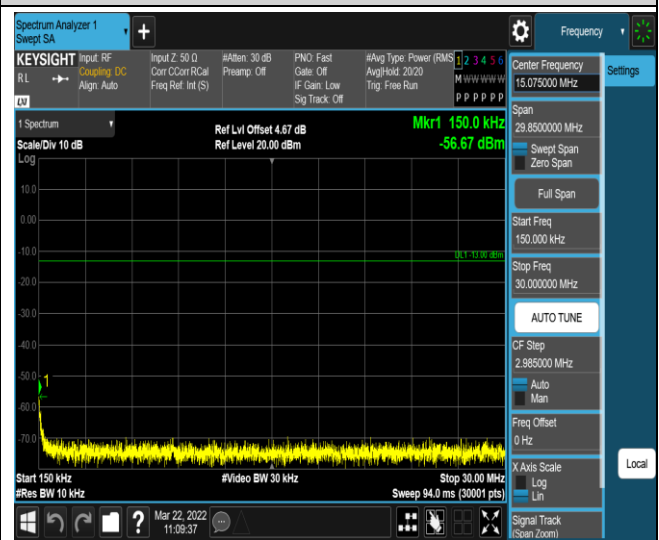 Spectrum Analyzer 1
Swept SA
Frequency
KEYSIGHT
RL
Input: RF
Coupling: DC
Align: Auto
Input Z: 50 Ω
Corr CCorr RCal
Freq Ref: Int (S)
#Atten: 30 dB
Preamp: Off
PNO: Fast
Gate: Off
IF Gain: Low
Sig Track: Off
#Avg Type: Power (RMS
Avg|Hold: 20/20
Trig: Free Run
1 2 3 4 5 6
M W W W W W
P P P P P P
LXI
1 Spectrum
Scale/Div 10 dB
Ref Lvl Offset 4.67 dB
Ref Level 20.00 dBm
Mkr1 150.0 kHz
-56.67 dBm
Log
10.0
0.00
-10.0
DL1 -13.00 dBm
-20.0
-30.0
-40.0
-50.0
1
-60.0
-70.0
Start 150 kHz
#Video BW 30 kHz
Stop 30.00 MHz
#Res BW 10 kHz
Sweep 94.0 ms (30001 pts)
Mar 22, 2022
11:09:37
Center Frequency
15.075000 MHz
Span
29.8500000 MHz
Swept Span
Zero Span
Full Span
Start Freq
150.000 kHz
Stop Freq
30.000000 MHz
AUTO TUNE
CF Step
2.985000 MHz
Auto
Man
Freq Offset
0 Hz
X Axis Scale
Log
Lin
Signal Track
(Span Zoom)
Settings
Local